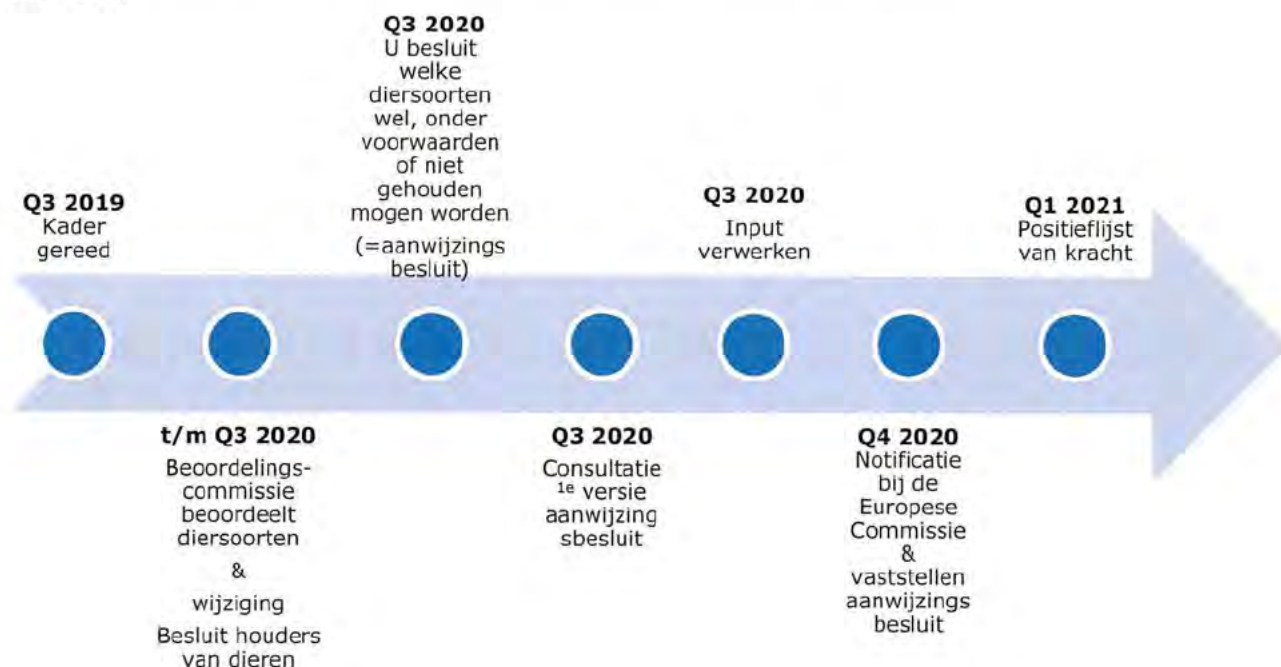 Q3 2019
Kader
gereed
t/m Q3 2020
Beoordelings-
commissie
beoordeelt
diersoorten
&
wijziging
Besluit houders
van dieren
Q3 2020
U besluit
welke
diersoorten
wel, onder
voorwaarden
of niet
gehouden
mogen worden
(=aanwijzings
besluit)
Q3 2020
Consultatie
1e versie
aanwijzing
sbesluit
Q3 2020
Input
verwerken
Q4 2020
Notificatie
bij de
Europese
Commissie
&
vaststellen
aanwijzings
besluit
Q1 2021
Positieflijst
van kracht